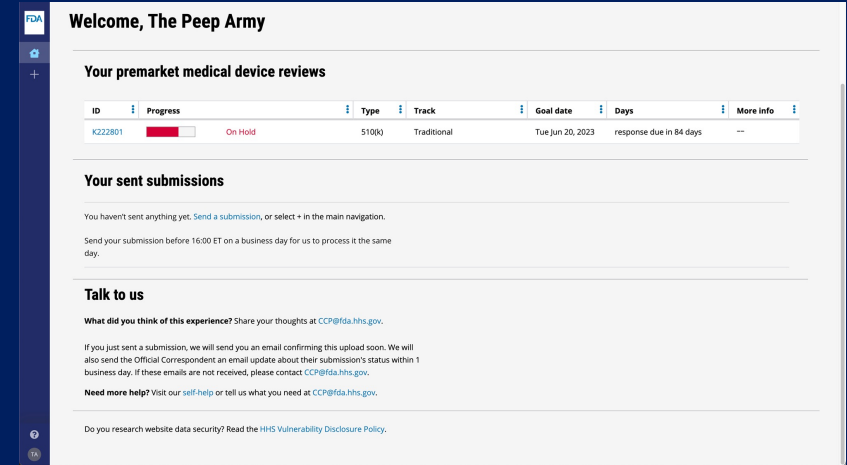 FDA
Welcome, The Peep Army
Your premarket medical device reviews
ID Progress Type Track Goal date Days More info
K222801 On Hold 510(k) Traditional Tue Jun 20, 2023 response due in 84 days --
Your sent submissions
You haven't sent anything yet. Send a submission, or select + in the main navigation.
Send your submission before 16:00 ET on a business day for us to process it the same
day.
Talk to us
What did you think of this experience? Share your thoughts at CCP@fda.hhs.gov.
If you just sent a submission, we will send you an email confirming this upload soon. We will
also send the Official Correspondent an email update about their submission's status within 1
business day. If these emails are not received, please contact CCP@fda.hhs.gov.
Need more help? Visit our self-help or tell us what you need at CCP@fda.hhs.gov.
Do you research website data security? Read the HHS Vulnerability Disclosure Policy.
?
TA